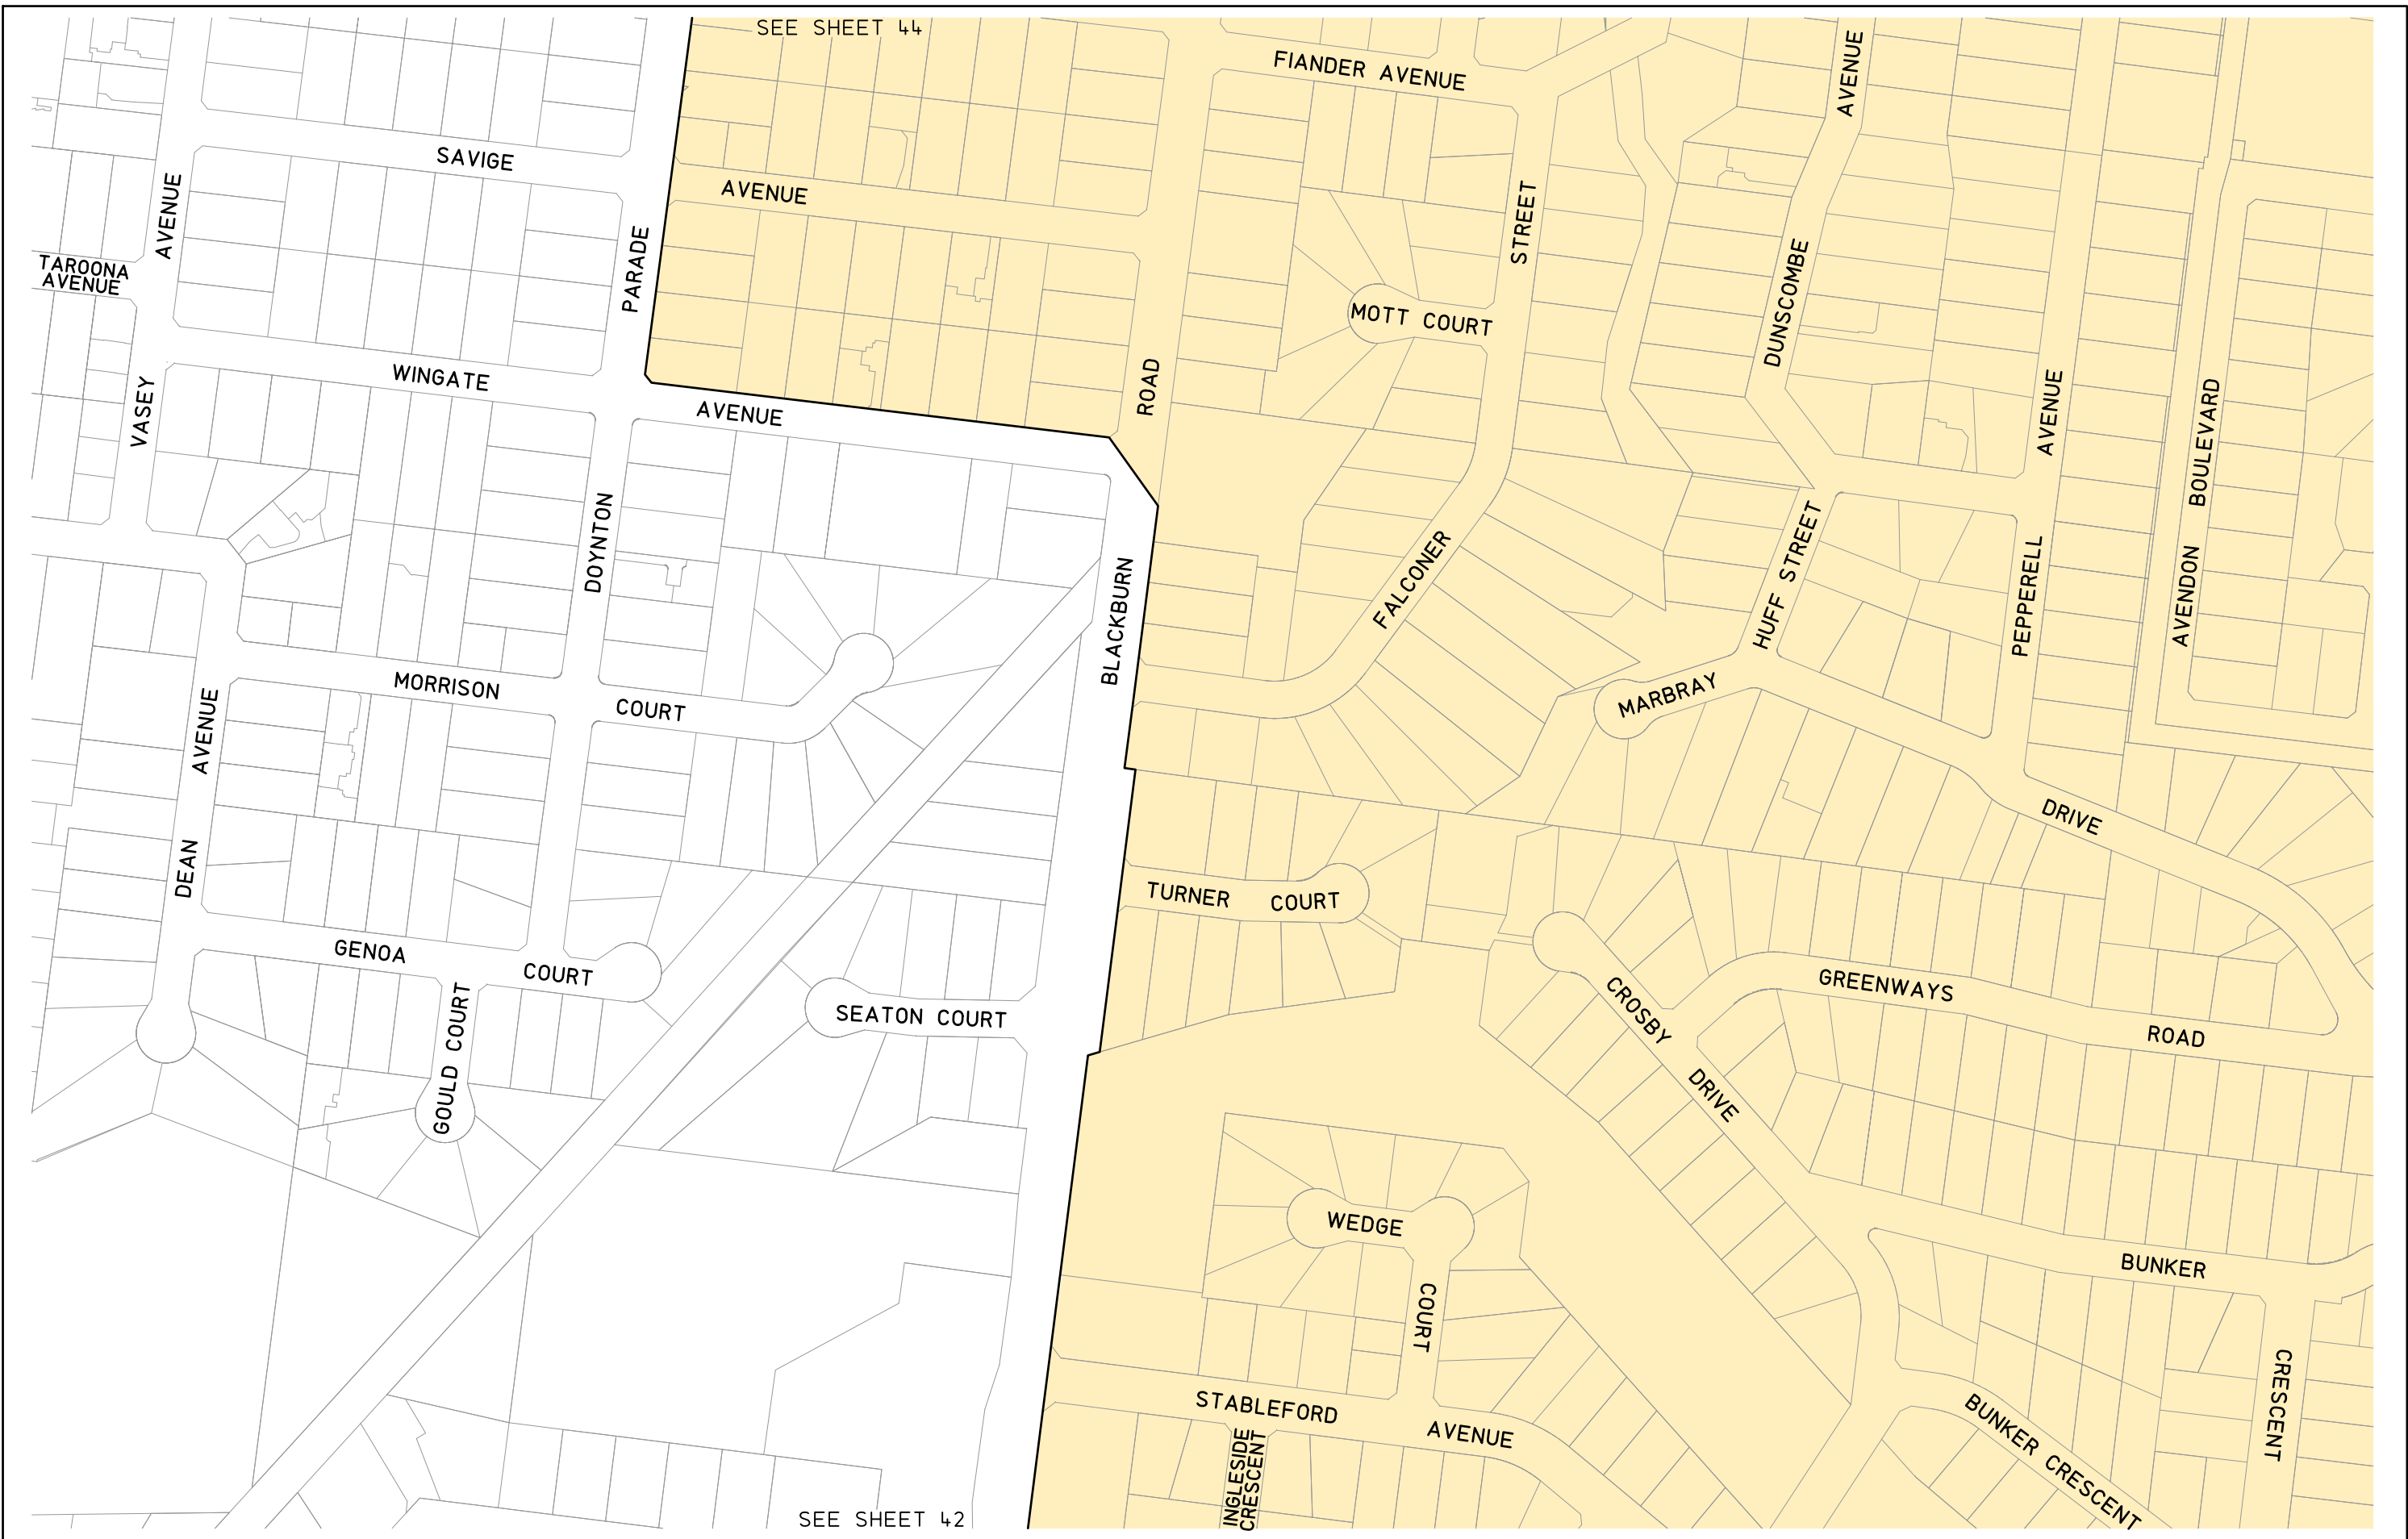 SEE SHEET 44
FIANDER AVENUE
AVENUE
SAVIGE
AVENUE
AVENUE
STREET
PARADE
TAROONA
AVENUE
DUNSCOMBE
MOTT COURT
WINGATE
AVENUE
ROAD
VASEY
AVENUE
BOULEVARD
DOYNTON
FALCONER
HUFF STREET
BLACKBURN
PEPPERELL
AVENDON
MORRISON
COURT
MARBRAY
AVENUE
DRIVE
DEAN
TURNER COURT
GENOA
COURT
GREENWAYS
CROSBY
SEATON COURT
ROAD
GOULD COURT
DRIVE
WEDGE
BUNKER
COURT
CRESCENT
STABLEFORD
AVENUE
BUNKER CRESCENT
INGLESIDE
CRESCENT
SEE SHEET 42